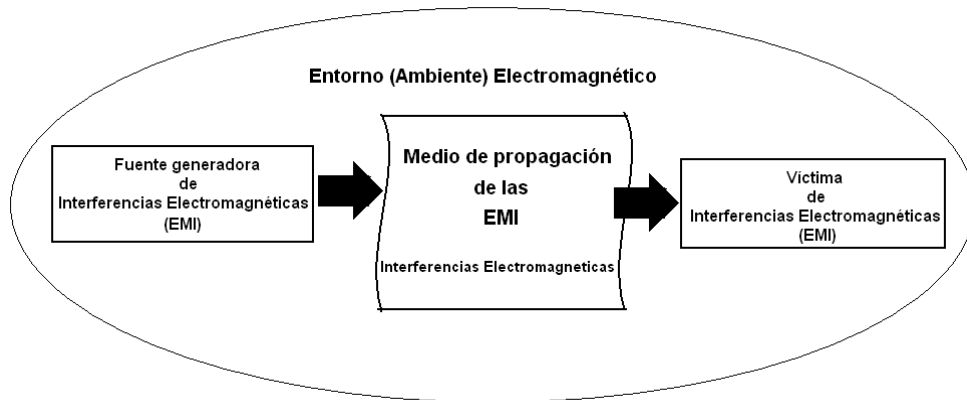 Entorno (Ambiente) Electromagnético
Fuente generadora
de
Interferencias Electromagnéticas
(EMI)
Medio de propagación
de las
EMI
Interferencias Electromagneticas
Víctima
de
Interferencias Electromagnéticas
(EMI)